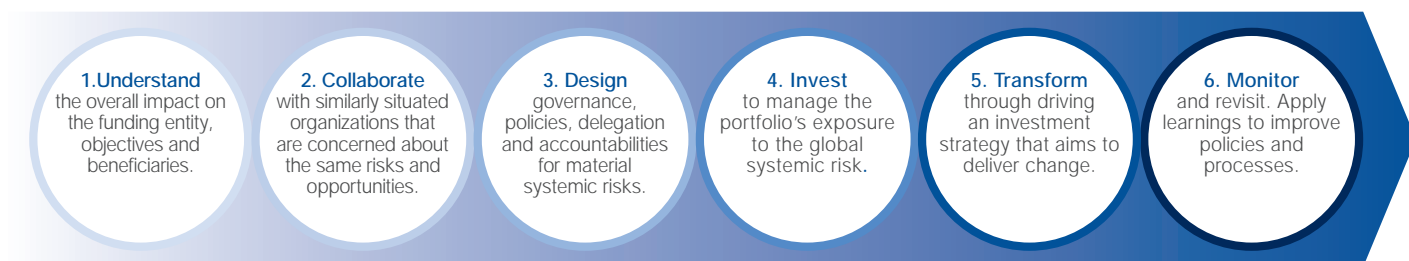 1.Understand
the overall impact on
the funding entity,
objectives and
beneficiaries.
2. Collaborate
with similarly situated
organizations that
are concerned about
the same risks and
opportunities.
3. Design
governance,
policies, delegation
and accountabilities
for material
systemic risks.
4. Invest
to manage the
portfolio's exposure
to the global
systemic risk.
5. Transform
through driving
an investment
strategy that aims to
deliver change.
6. Monitor
and revisit. Apply
learnings to improve
policies and
processes.